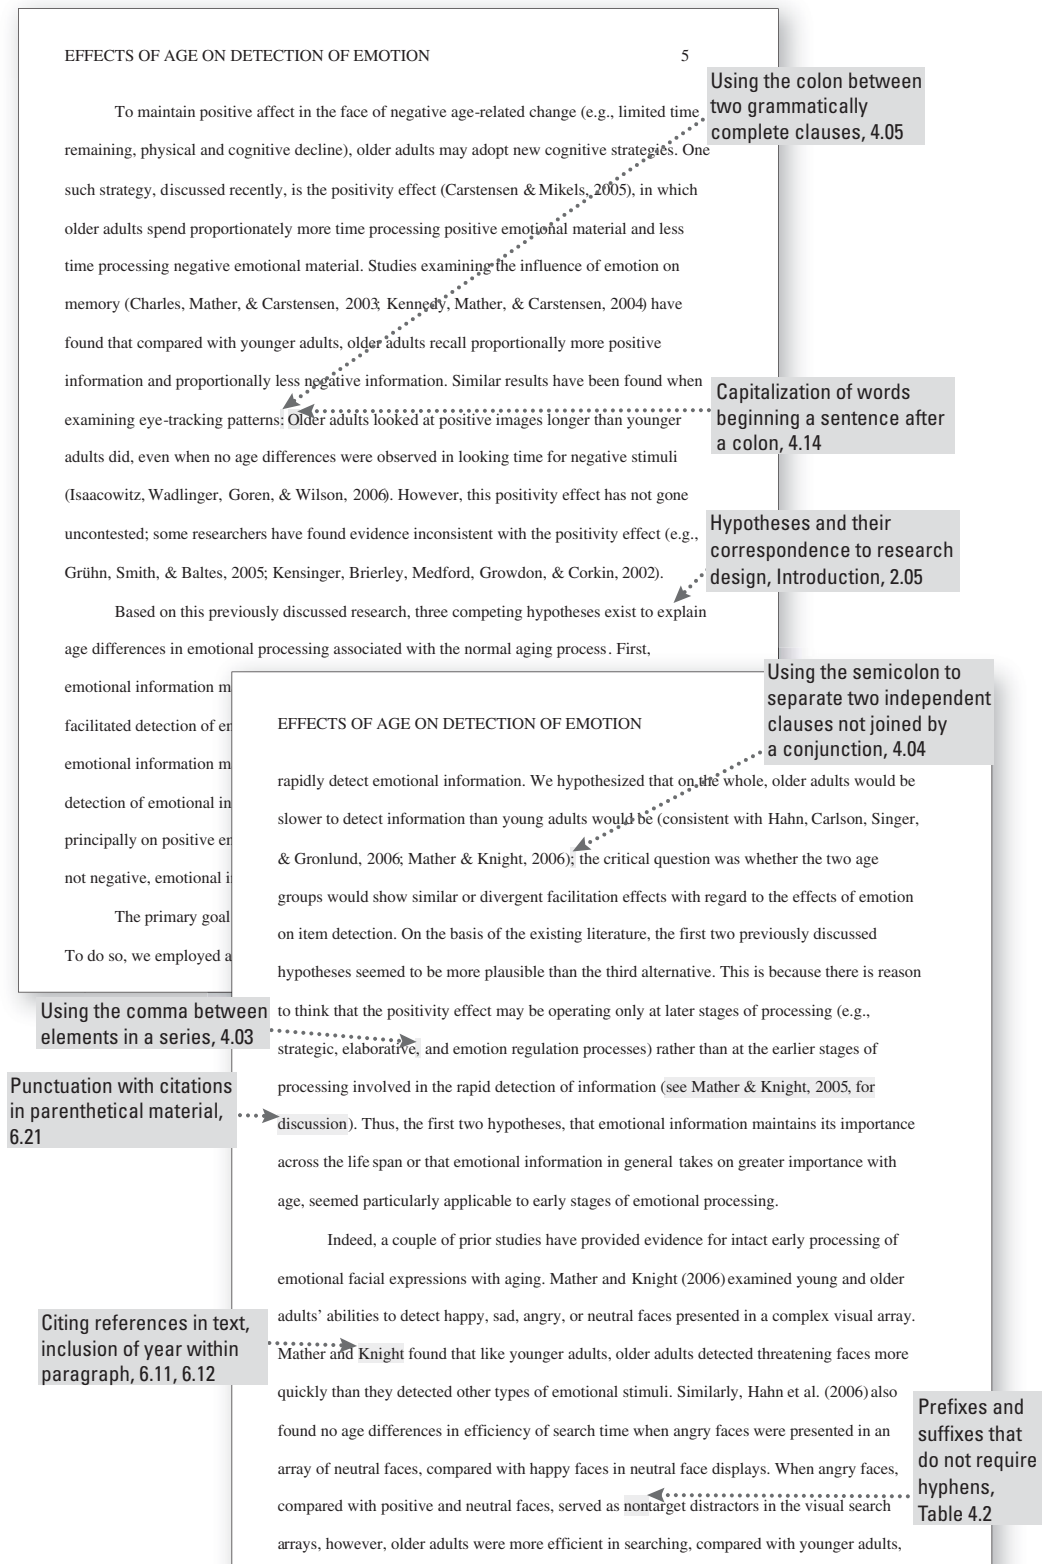 EFFECTS OF AGE ON DETECTION OF EMOTION 5
To maintain positive affect in the face of negative age-related change (e.g., limited time
remaining, physical and cognitive decline), older adults may adopt new cognitive strategies. One
such strategy, discussed recently, is the positivity effect (Carstensen & Mikels, 2005), in which
older adults spend proportionately more time processing positive emotional material and less
time processing negative emotional material. Studies examining the influence of emotion on
memory (Charles, Mather, & Carstensen, 2003; Kennedy, Mather, & Carstensen, 2004) have
found that compared with younger adults, older adults recall proportionally more positive
information and proportionally less negative information. Similar results have been found when
examining eye-tracking patterns: Older adults looked at positive images longer than younger
adults did, even when no age differences were observed in looking time for negative stimuli
(Isaacowitz, Wadlinger, Goren, & Wilson, 2006). However, this positivity effect has not gone
uncontested; some researchers have found evidence inconsistent with the positivity effect (e.g.,
Grühn, Smith, & Baltes, 2005; Kensinger, Brierley, Medford, Growdon, & Corkin, 2002).
Based on this previously discussed research, three competing hypotheses exist to explain
age differences in emotional processing associated with the normal aging process. First,
emotional information m
facilitated detection of em
emotional information m
detection of emotional in
principally on positive em
not negative, emotional i
The primary goal
To do so, we employed a
Using the colon between
two grammatically
complete clauses, 4.05
Capitalization of words
beginning a sentence after
a colon, 4.14
Hypotheses and their
correspondence to research
design, Introduction, 2.05
Using the semicolon to
separate two independent
clauses not joined by
a conjunction, 4.04
EFFECTS OF AGE ON DETECTION OF EMOTION
rapidly detect emotional information. We hypothesized that on the whole, older adults would be
slower to detect information than young adults would be (consistent with Hahn, Carlson, Singer,
& Gronlund, 2006; Mather & Knight, 2006); the critical question was whether the two age
groups would show similar or divergent facilitation effects with regard to the effects of emotion
on item detection. On the basis of the existing literature, the first two previously discussed
hypotheses seemed to be more plausible than the third alternative. This is because there is reason
to think that the positivity effect may be operating only at later stages of processing (e.g.,
strategic, elaborative, and emotion regulation processes) rather than at the earlier stages of
processing involved in the rapid detection of information (see Mather & Knight, 2005, for
discussion). Thus, the first two hypotheses, that emotional information maintains its importance
across the life span or that emotional information in general takes on greater importance with
age, seemed particularly applicable to early stages of emotional processing.
Indeed, a couple of prior studies have provided evidence for intact early processing of
emotional facial expressions with aging. Mather and Knight (2006) examined young and older
adults’ abilities to detect happy, sad, angry, or neutral faces presented in a complex visual array.
Mather and Knight found that like younger adults, older adults detected threatening faces more
quickly than they detected other types of emotional stimuli. Similarly, Hahn et al. (2006) also
found no age differences in efficiency of search time when angry faces were presented in an
array of neutral faces, compared with happy faces in neutral face displays. When angry faces,
compared with positive and neutral faces, served as nontarget distractors in the visual search
arrays, however, older adults were more efficient in searching, compared with younger adults,
Using the comma between
elements in a series, 4.03
Punctuation with citations
in parenthetical material,
6.21
Citing references in text,
inclusion of year within
paragraph, 6.11, 6.12
Prefixes and
suffixes that
do not require
hyphens,
Table 4.2